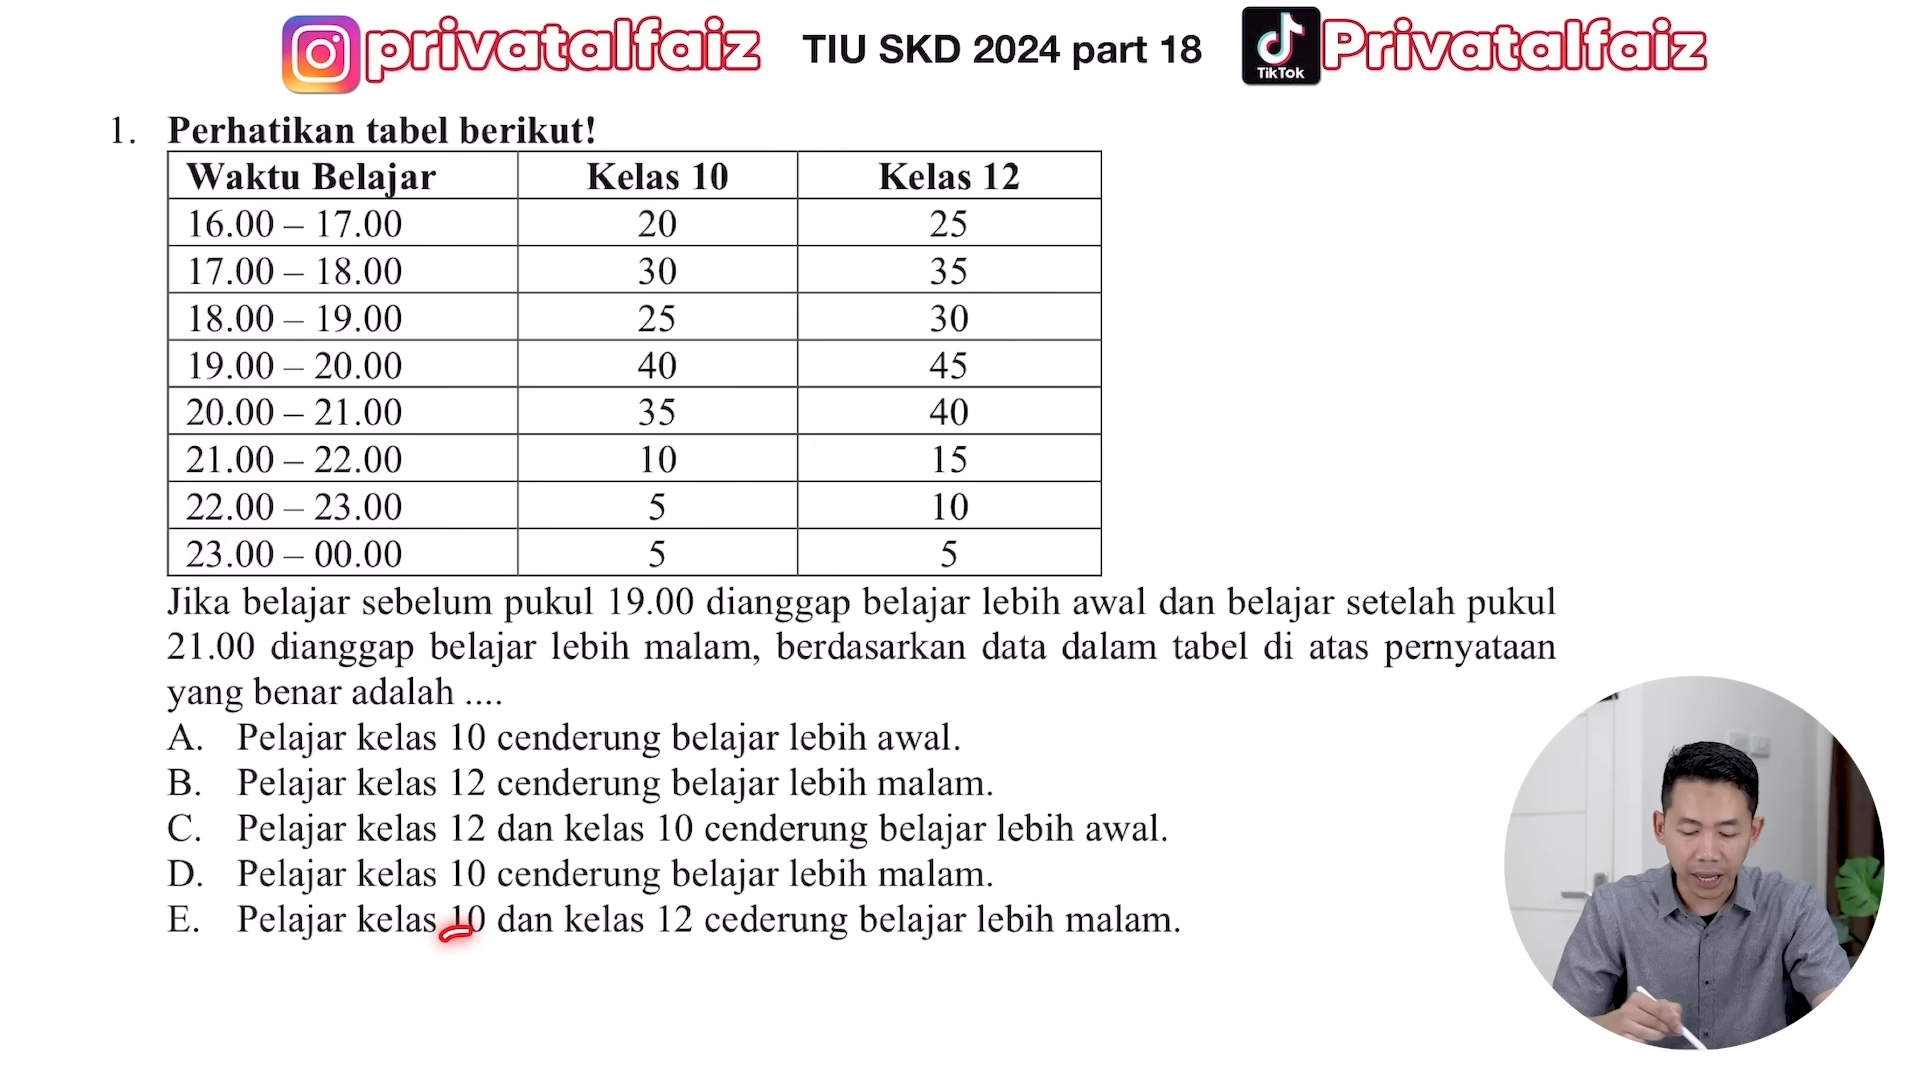 privatalfaiz TIU SKD 2024 part 18 TikTok Privatalfaiz
1. Perhatikan tabel berikut!
Waktu Belajar Kelas 10 Kelas 12
16.00 – 17.00 20 25
17.00 – 18.00 30 35
18.00 – 19.00 25 30
19.00 – 20.00 40 45
20.00 – 21.00 35 40
21.00 – 22.00 10 15
22.00 – 23.00 5 10
23.00 – 00.00 5 5
Jika belajar sebelum pukul 19.00 dianggap belajar lebih awal dan belajar setelah pukul
21.00 dianggap belajar lebih malam, berdasarkan data dalam tabel di atas pernyataan
yang benar adalah ....
A. Pelajar kelas 10 cenderung belajar lebih awal.
B. Pelajar kelas 12 cenderung belajar lebih malam.
C. Pelajar kelas 12 dan kelas 10 cenderung belajar lebih awal.
D. Pelajar kelas 10 cenderung belajar lebih malam.
E. Pelajar kelas 10 dan kelas 12 cederung belajar lebih malam.